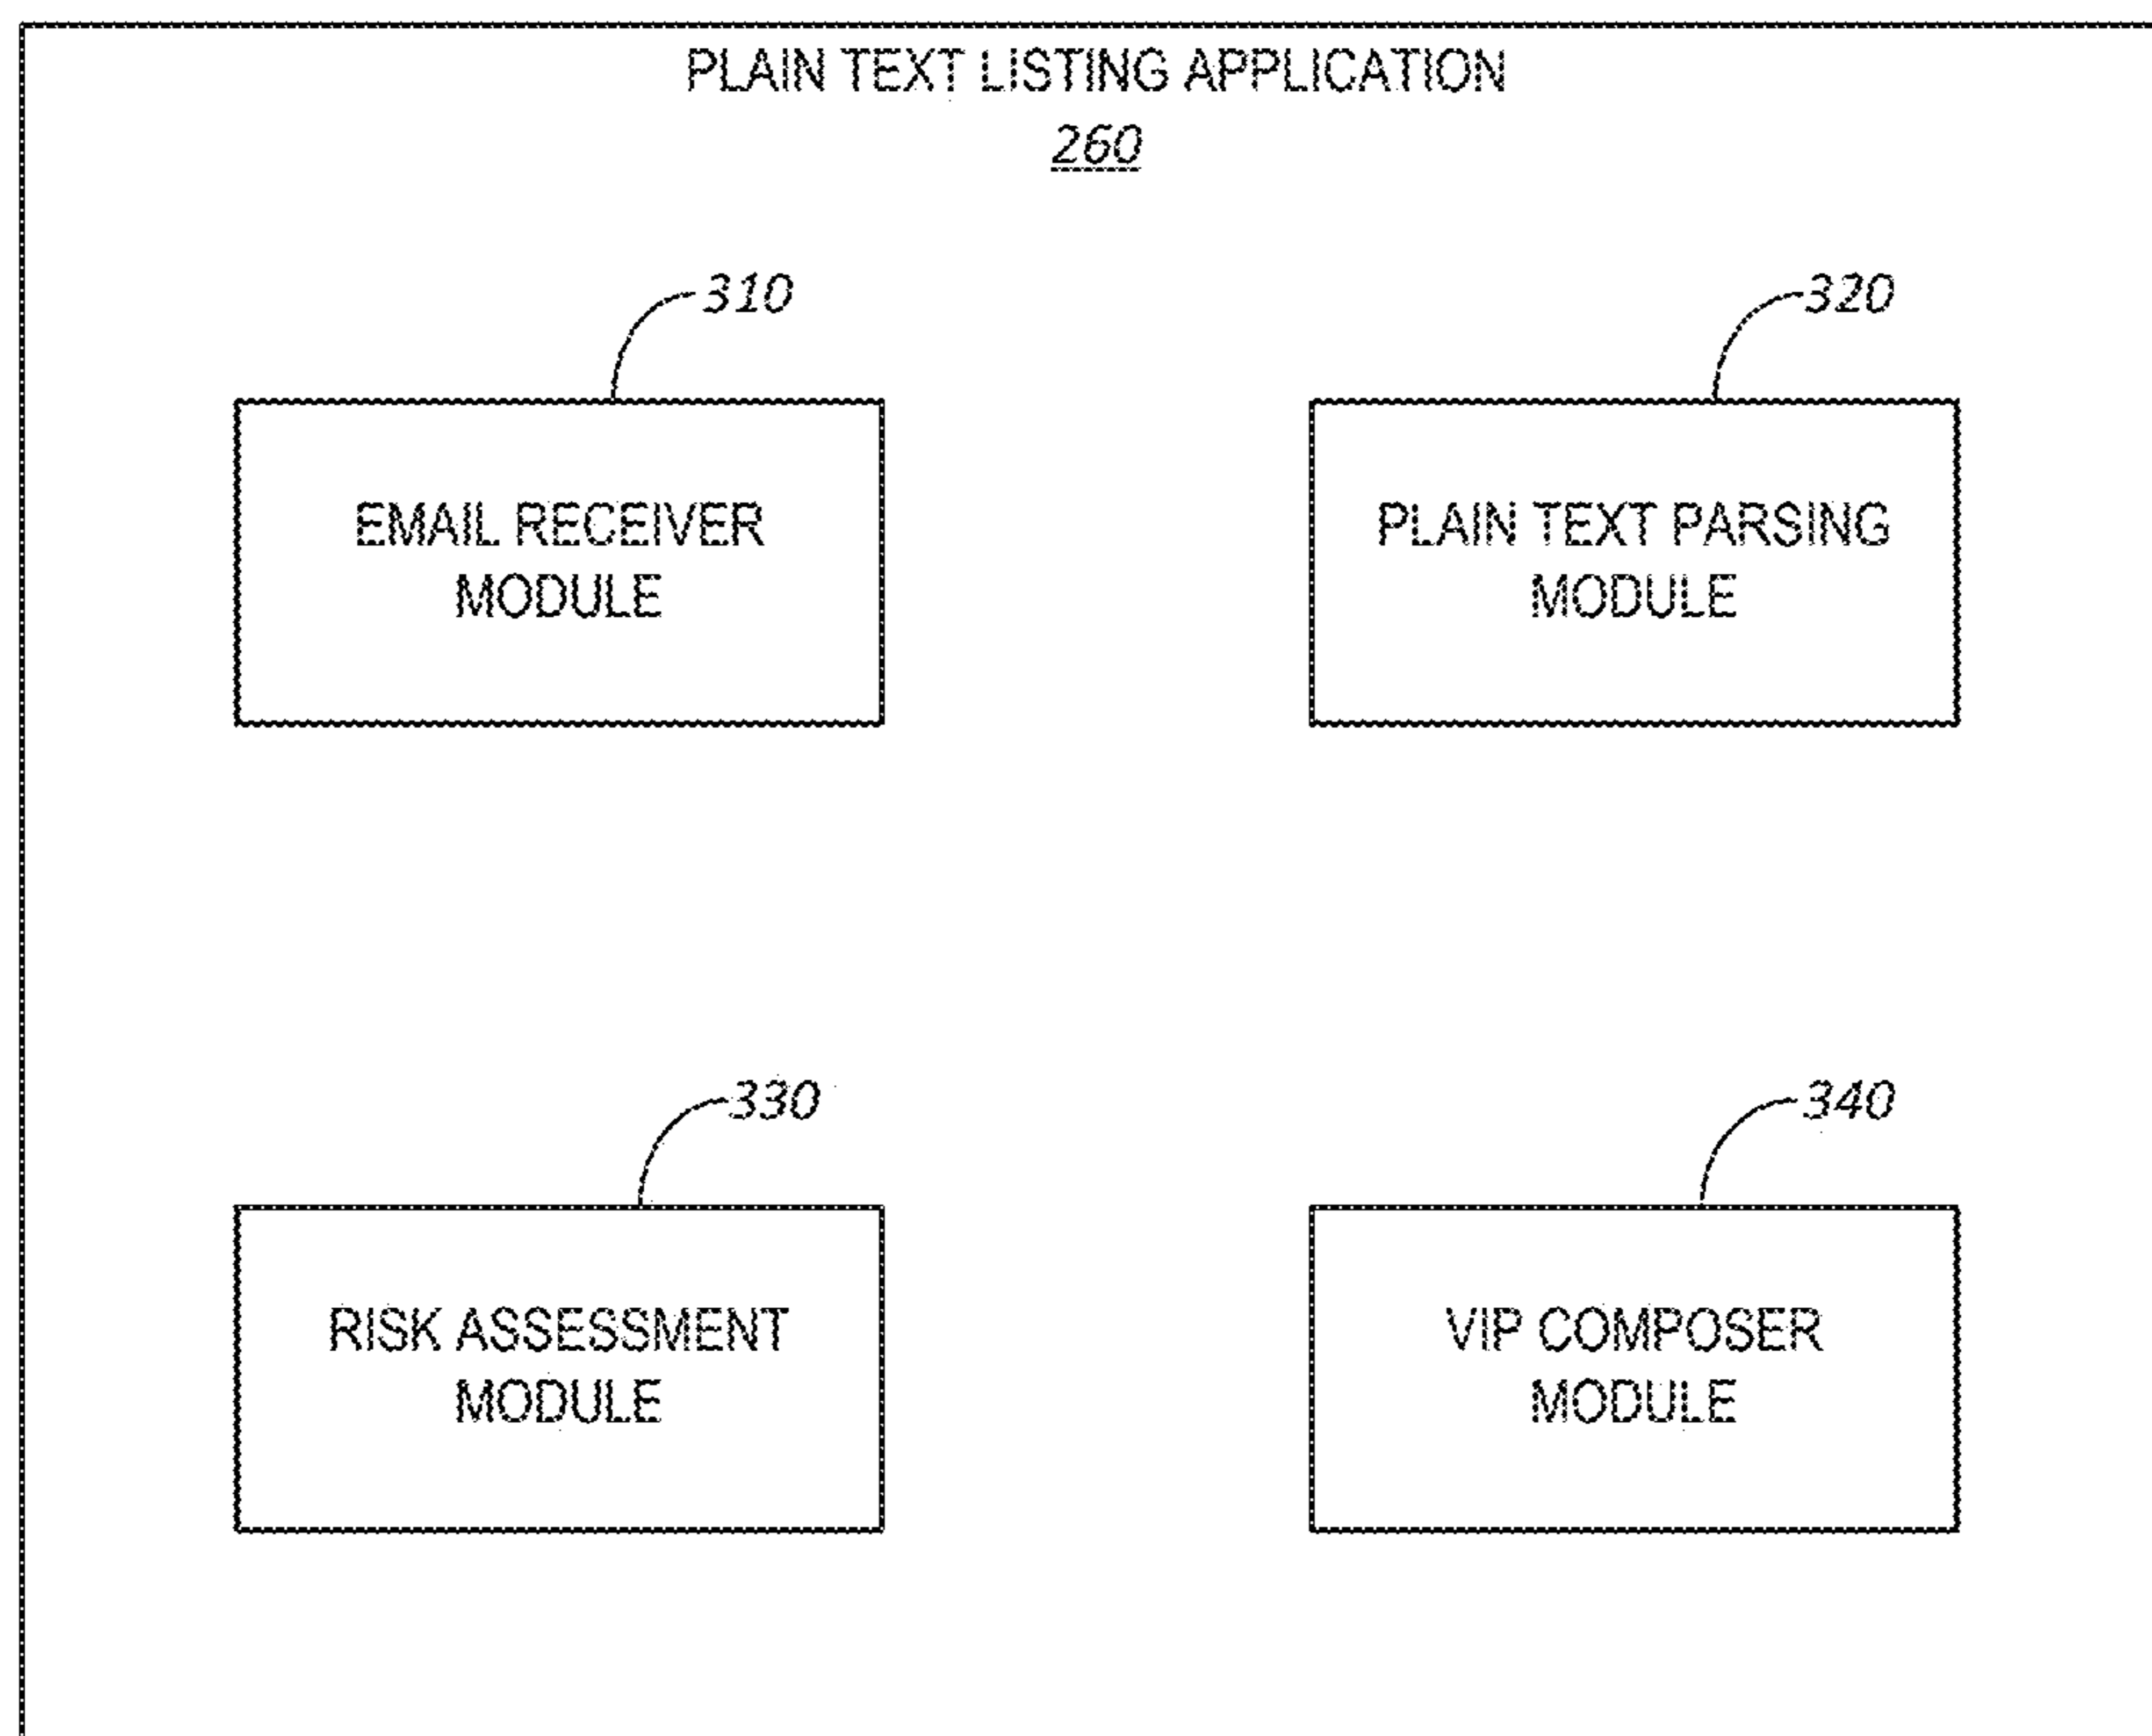 PLAIN TEXT LISTING APPLICATION
260
310
320
EMAIL RECEIVER
MODULE
PLAIN TEXT PARSING
MODULE
330
340
RISK ASSESSMENT
MODULE
VIP COMPOSER
MODULE